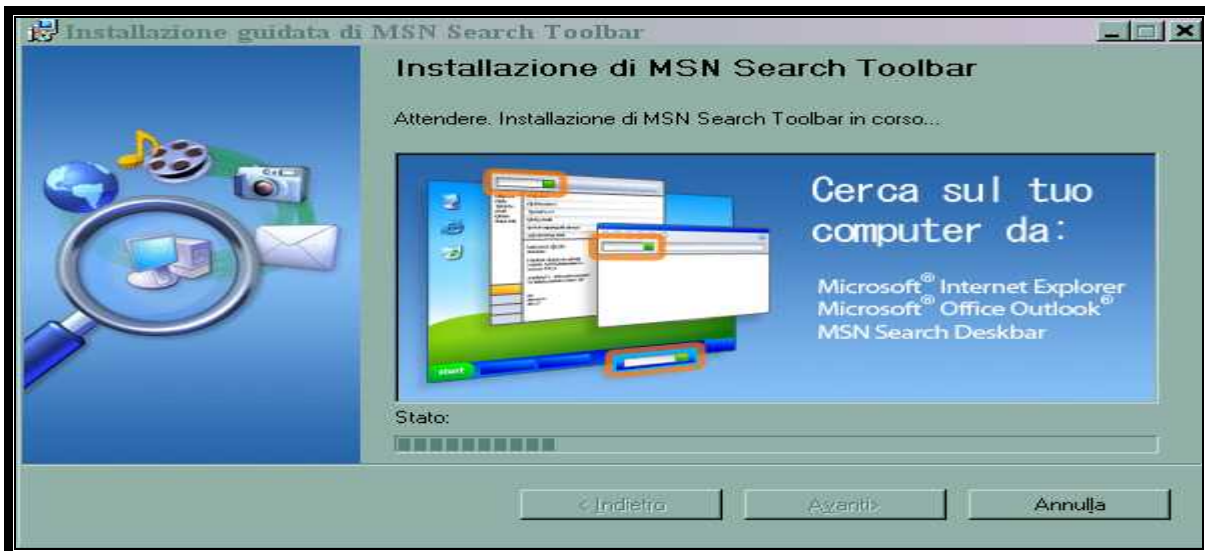 Installazione guidata di MSN Search Toolbar
Installazione di MSN Search Toolbar
Attendere. Installazione di MSN Search Toolbar in corso...
Cerca sul tuo
computer da:
Microsoft® Internet Explorer
Microsoft® Office Outlook®
MSN Search Deskbar
start
Stato:
< Indietro
Avanti>
Annulla